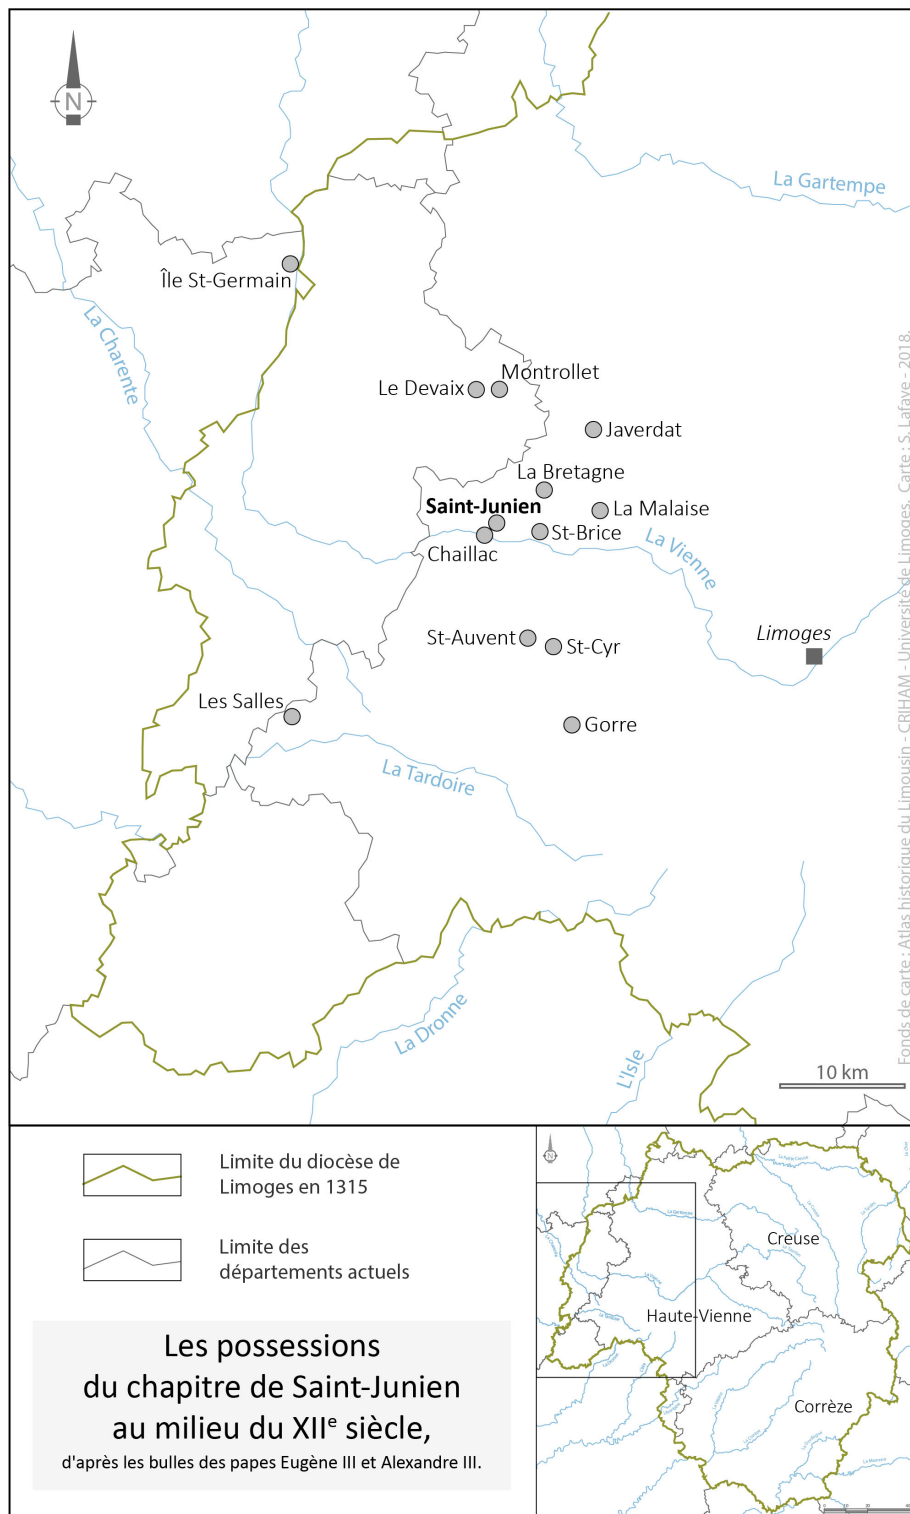 N
La Gartempe
Île St-Germain
La Charente
Montrollet
Le Devaix
Javerdat
La Bretagne
Saint-Junien
La Malaise
St-Brice
Chaillac
La Vienne
Limoges
St-Auvent
St-Cyr
Les Salles
Gorre
La Tardoire
La Dronne
L'Isle
10 km
Fonds de carte : Atlas historique du Limousin - CRIHAM - Université de Limoges. Carte : S. Lafaye - 2018.
Limite du diocèse de
Limoges en 1315
Limite des
départements actuels
Les possessions
du chapitre de Saint-Junien
au milieu du XIIe siècle,
d'après les bulles des papes Eugène III et Alexandre III.
N
Creuse
Haute-Vienne
Corrèze